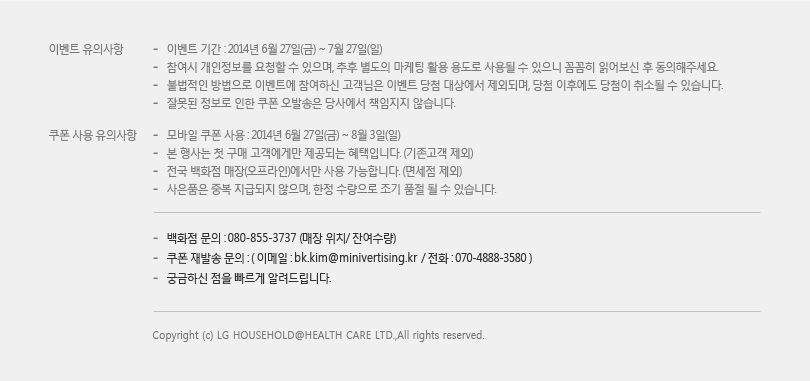 이벤트 유의사항
- 이벤트 기간 : 2014년 6월 27일(금) ~ 7월 27일(일)
- 참여시 개인정보를 요청할 수 있으며, 추후 별도의 마케팅 활용 용도로 사용될 수 있으니 꼼꼼히 읽어보신 후 동의해주세요.
- 불법적인 방법으로 이벤트에 참여하신 고객님은 이벤트 당첨 대상에서 제외되며, 당첨 이후에도 당첨이 취소될 수 있습니다.
- 잘못된 정보로 인한 쿠폰 오발송은 당사에서 책임지지 않습니다.
쿠폰 사용 유의사항
- 모바일 쿠폰 사용 : 2014년 6월 27일(금) ~ 8월 3일(일)
- 본 행사는 첫 구매 고객에게만 제공되는 혜택입니다. (기존고객 제외)
- 전국 백화점 매장(오프라인)에서만 사용 가능합니다. (면세점 제외)
- 사은품은 중복 지급되지 않으며, 한정 수량으로 조기 품절 될 수 있습니다.
- 백화점 문의 : 080-855-3737 (매장 위치/ 잔여수량)
- 쿠폰 재발송 문의 : ( 이메일 : bk.kim@minivertising.kr / 전화 : 070-4888-3580 )
- 궁금하신 점을 빠르게 알려드립니다.
Copyright (c) LG HOUSEHOLD@HEALTH CARE LTD.,All rights reserved.